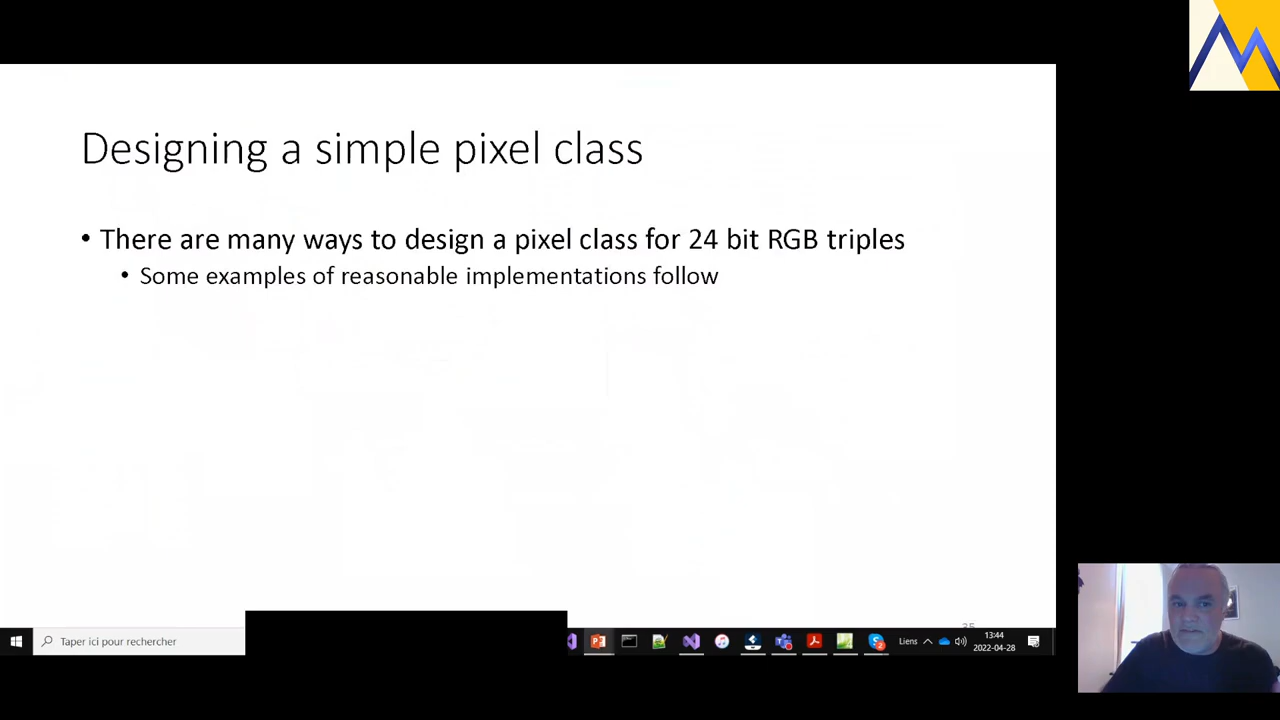 Designing a simple pixel class
• There are many ways to design a pixel class for 24 bit RGB triples
• Some examples of reasonable implementations follow
35
Taper ici pour rechercher
Liens
13:44
2022-04-28